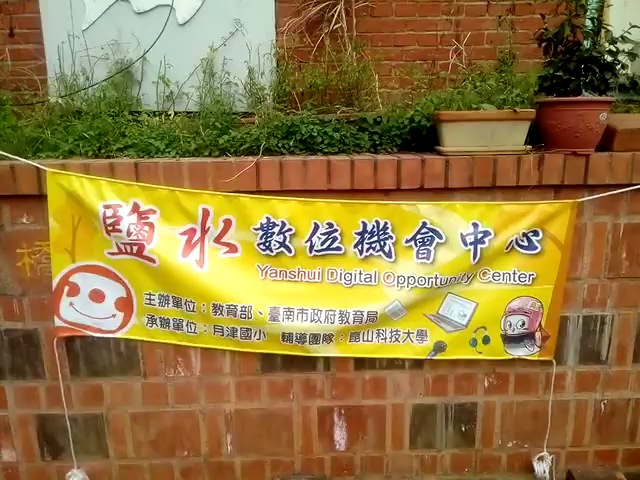 鹽水數位機會中心
Yanshui Digital Opportunity Center
主辦單位：教育部、臺南市政府教育局
承辦單位：月津國小 輔導團隊：崑山科技大學
橋